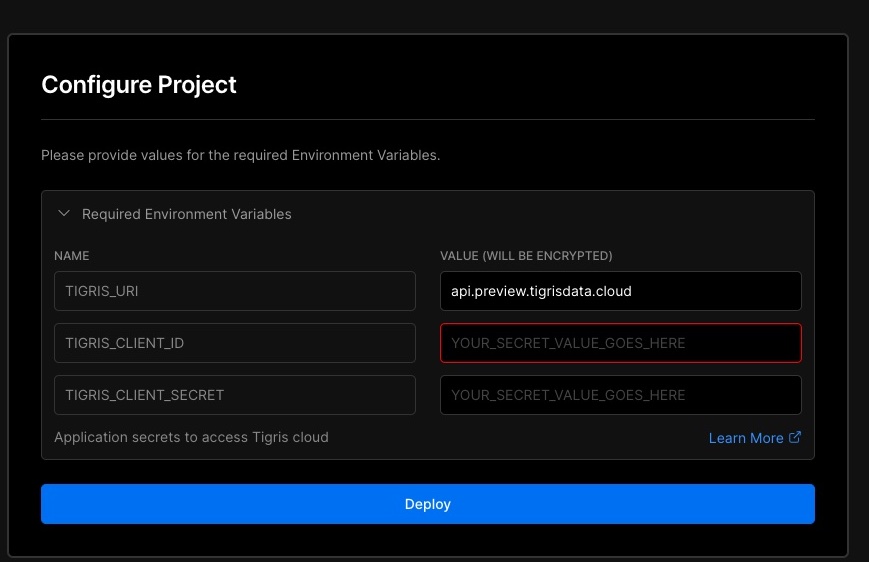 Configure Project
Please provide values for the required Environment Variables.
Required Environment Variables
NAME
VALUE (WILL BE ENCRYPTED)
TIGRIS_URI
api.preview.tigrisdata.cloud
TIGRIS_CLIENT_ID
YOUR_SECRET_VALUE_GOES_HERE
TIGRIS_CLIENT_SECRET
YOUR_SECRET_VALUE_GOES_HERE
Application secrets to access Tigris cloud
Learn More
Deploy